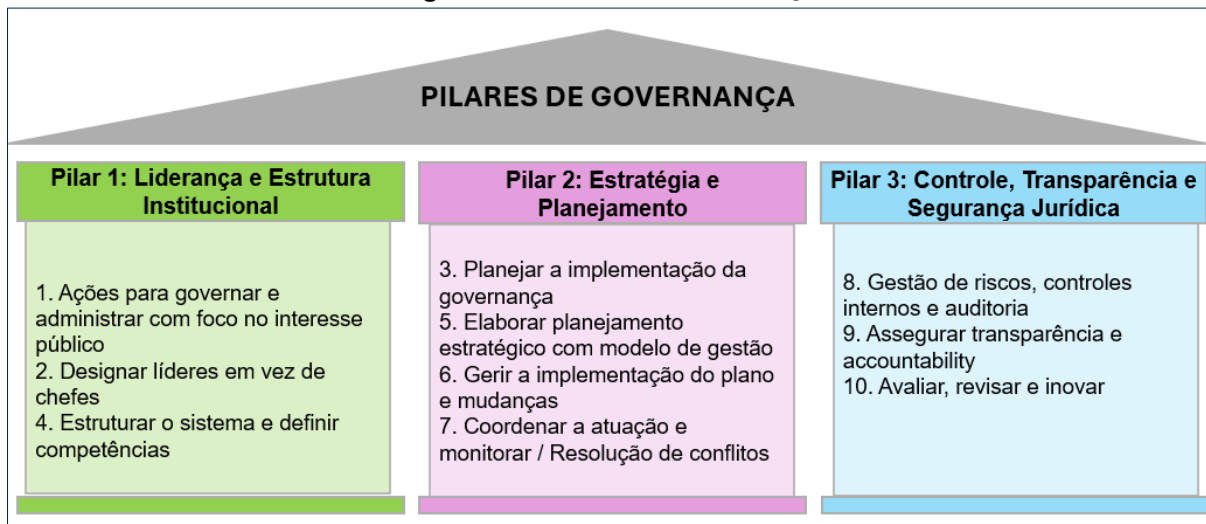 PILARES DE GOVERNANÇA
Pilar 1: Liderança e Estrutura
Institucional
1. Ações para governar e
administrar com foco no interesse
público
2. Designar líderes em vez de
chefes
4. Estruturar o sistema e definir
competências
Pilar 2: Estratégia e
Planejamento
3. Planejar a implementação da
governança
5. Elaborar planejamento
estratégico com modelo de gestão
6. Gerir a implementação do plano
e mudanças
7. Coordenar a atuação e
monitorar / Resolução de conflitos
Pilar 3: Controle, Transparência e
Segurança Jurídica
8. Gestão de riscos, controles
internos e auditoria
9. Assegurar transparência e
accountability
10. Avaliar, revisar e inovar